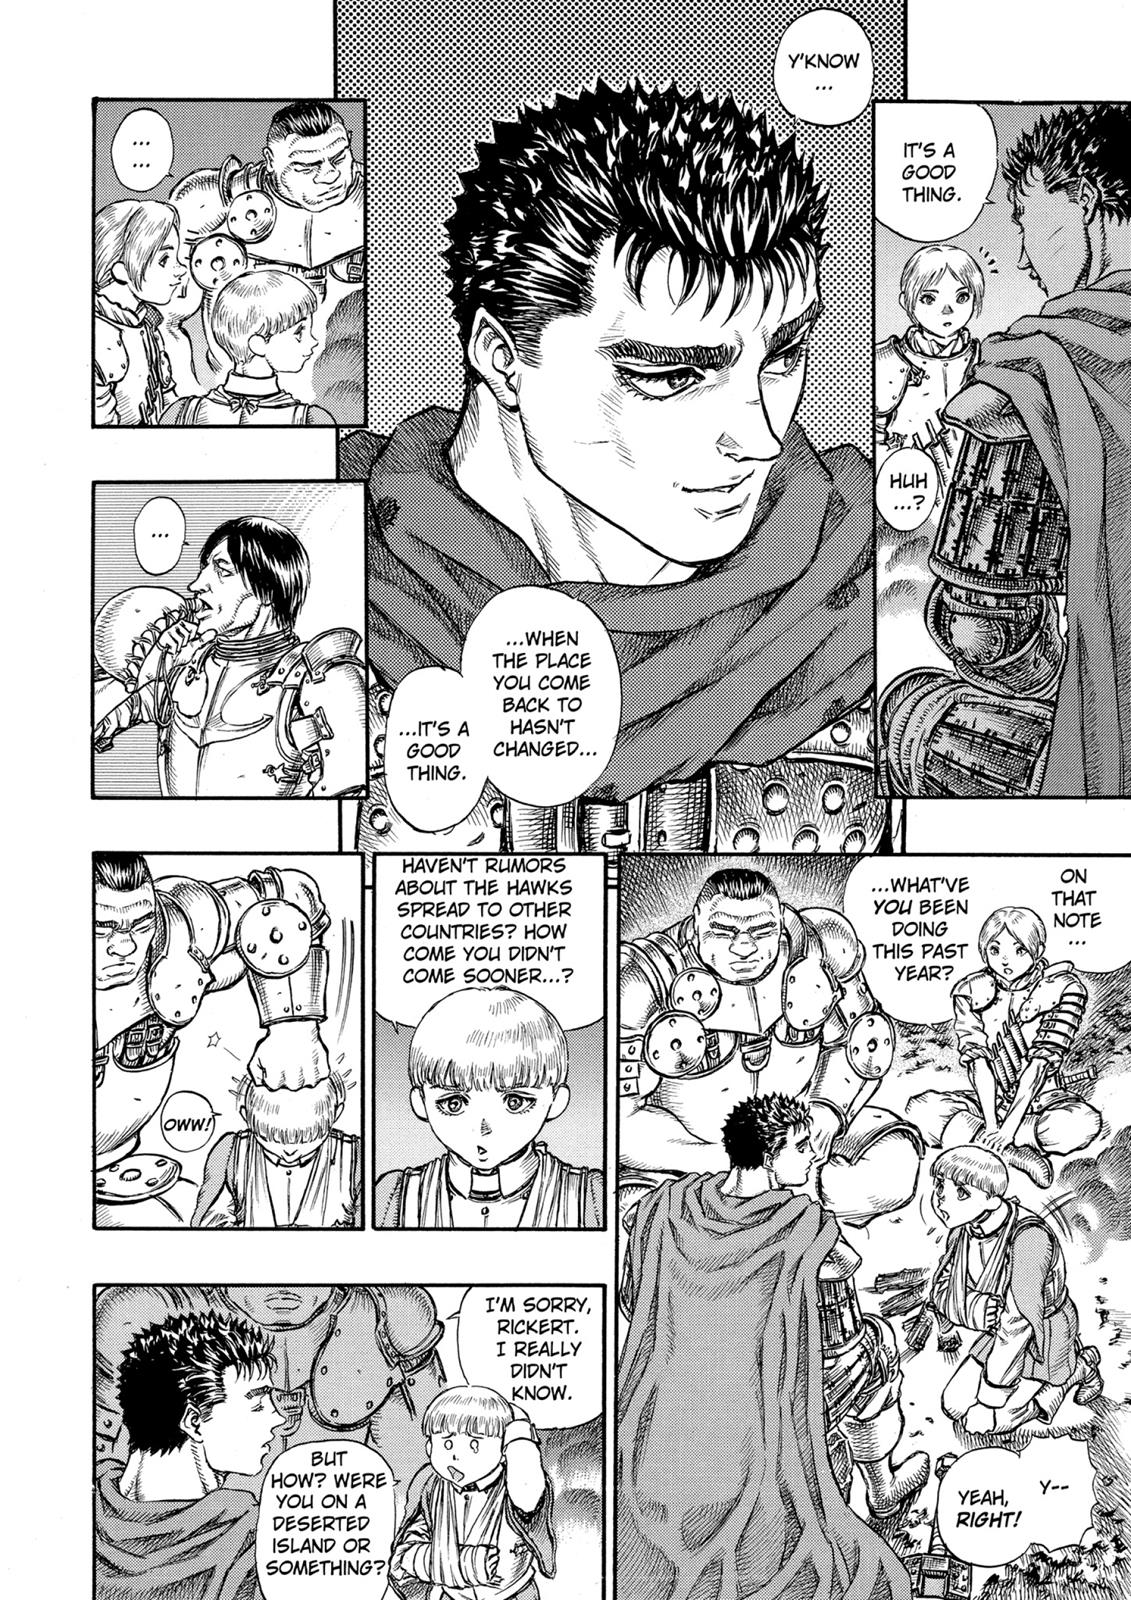 IT'S A
GOOD
THING.
HUH
...?
Y'KNOW
...
...WHEN
THE PLACE
YOU COME
BACK TO
HASN'T
CHANGED...
...IT'S A
GOOD
THING.
...
...
...
ON
THAT
NOTE
...
...WHAT'VE
YOU BEEN
DOING
THIS PAST
YEAR?
Y--
YEAH,
RIGHT!
HAVEN'T RUMORS
ABOUT THE HAWKS
SPREAD TO OTHER
COUNTRIES? HOW
COME YOU DIDN'T
COME SOONER...?
OWW!
I'M SORRY,
RICKERT.
I REALLY
DIDN'T
KNOW.
BUT
HOW? WERE
YOU ON A
DESERTED
ISLAND OR
SOMETHING?